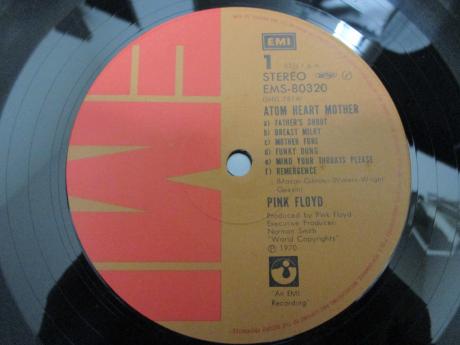 EMI
1
STEREO
EMS-80320
(SHVL-781A)
ATOM HEART MOTHER
a) FATHER'S SHOUT
b) BREAST MILKY
c) MOTHER FORE
d) FUNKY DUNG
e) MIND YOUR THROATS PLEASE
f) REMERGENCE
(Mason-Gilmour-Waters-Wright
Geesin)
PINK FLOYD
Produced by Pink Floyd
Executive Producer:
Norman Smith
"World Copyrights"
℗ 1970
"An EMI
Recording"
EMI